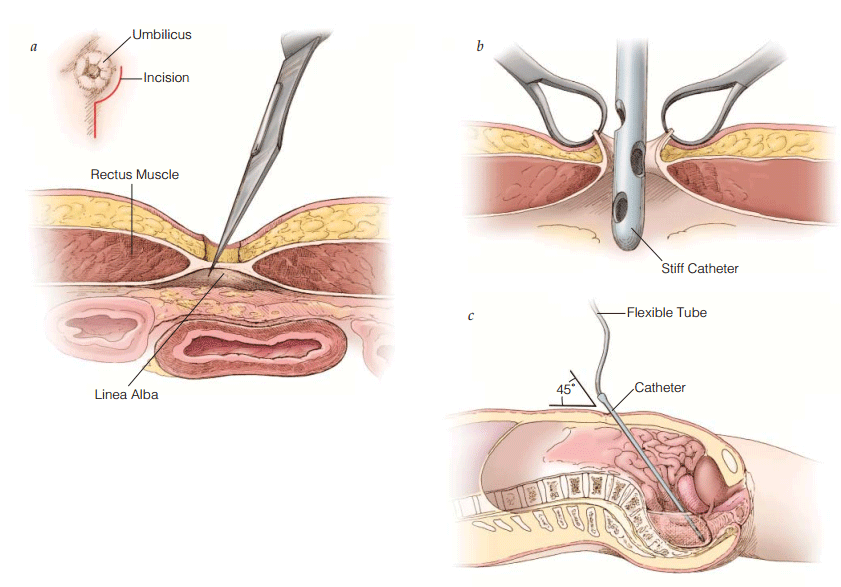 a
Umbilicus
Incision
Rectus Muscle
Linea Alba
b
Stiff Catheter
c
Flexible Tube
45°
Catheter